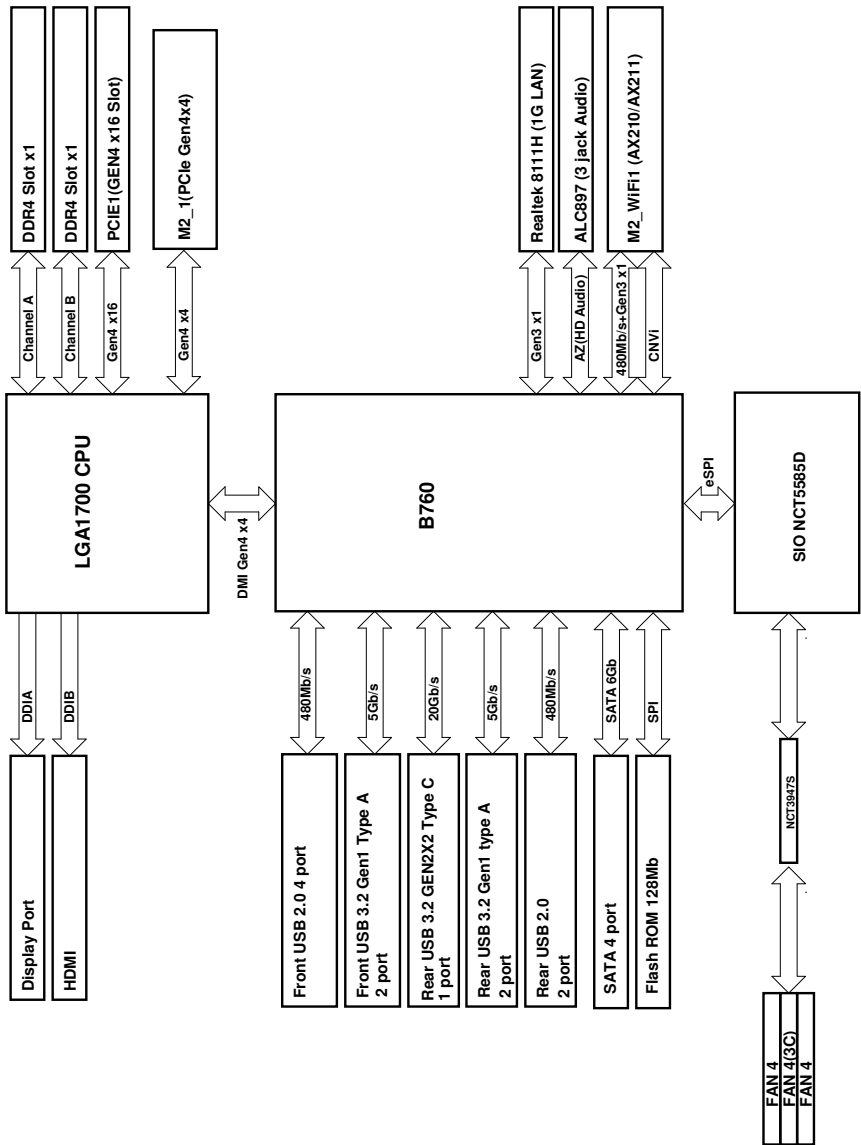 Display Port
HDMI
DDIA
DDIB
LGA1700 CPU
Channel A
Channel B
Gen4 x16
Gen4 x4
DDR4 Slot x1
DDR4 Slot x1
PCIE1(GEN4 x16 Slot)
M2_1(PCIe Gen4x4)
DMI Gen4 x4
Front USB 2.0 4 port
Front USB 3.2 Gen1 Type A
2 port
Rear USB 3.2 GEN2X2 Type C
1 port
Rear USB 3.2 Gen1 type A
2 port
Rear USB 2.0
2 port
SATA 4 port
Flash ROM 128Mb
480Mb/s
5Gb/s
20Gb/s
5Gb/s
480Mb/s
SATA 6Gb
SPI
B760
Gen3 x1
AZ(HD Audio)
480Mb/s+Gen3 x1
CNVi
Realtek 8111H (1G LAN)
ALC897 (3 jack Audio)
M2_WiFi1 (AX210/AX211)
eSPI
FAN 4
FAN 4(3C)
FAN 4
NCT3947S
SIO NCT5585D